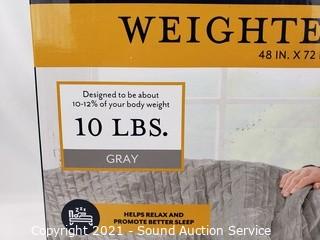 WEIGHTE
48 IN. X 72
Designed to be about
10-12% of your body weight
10 LBS.
GRAY
HELPS RELAX AND
PROMOTE BETTER SLEEP
Copyright 2021 - Sound Auction Service